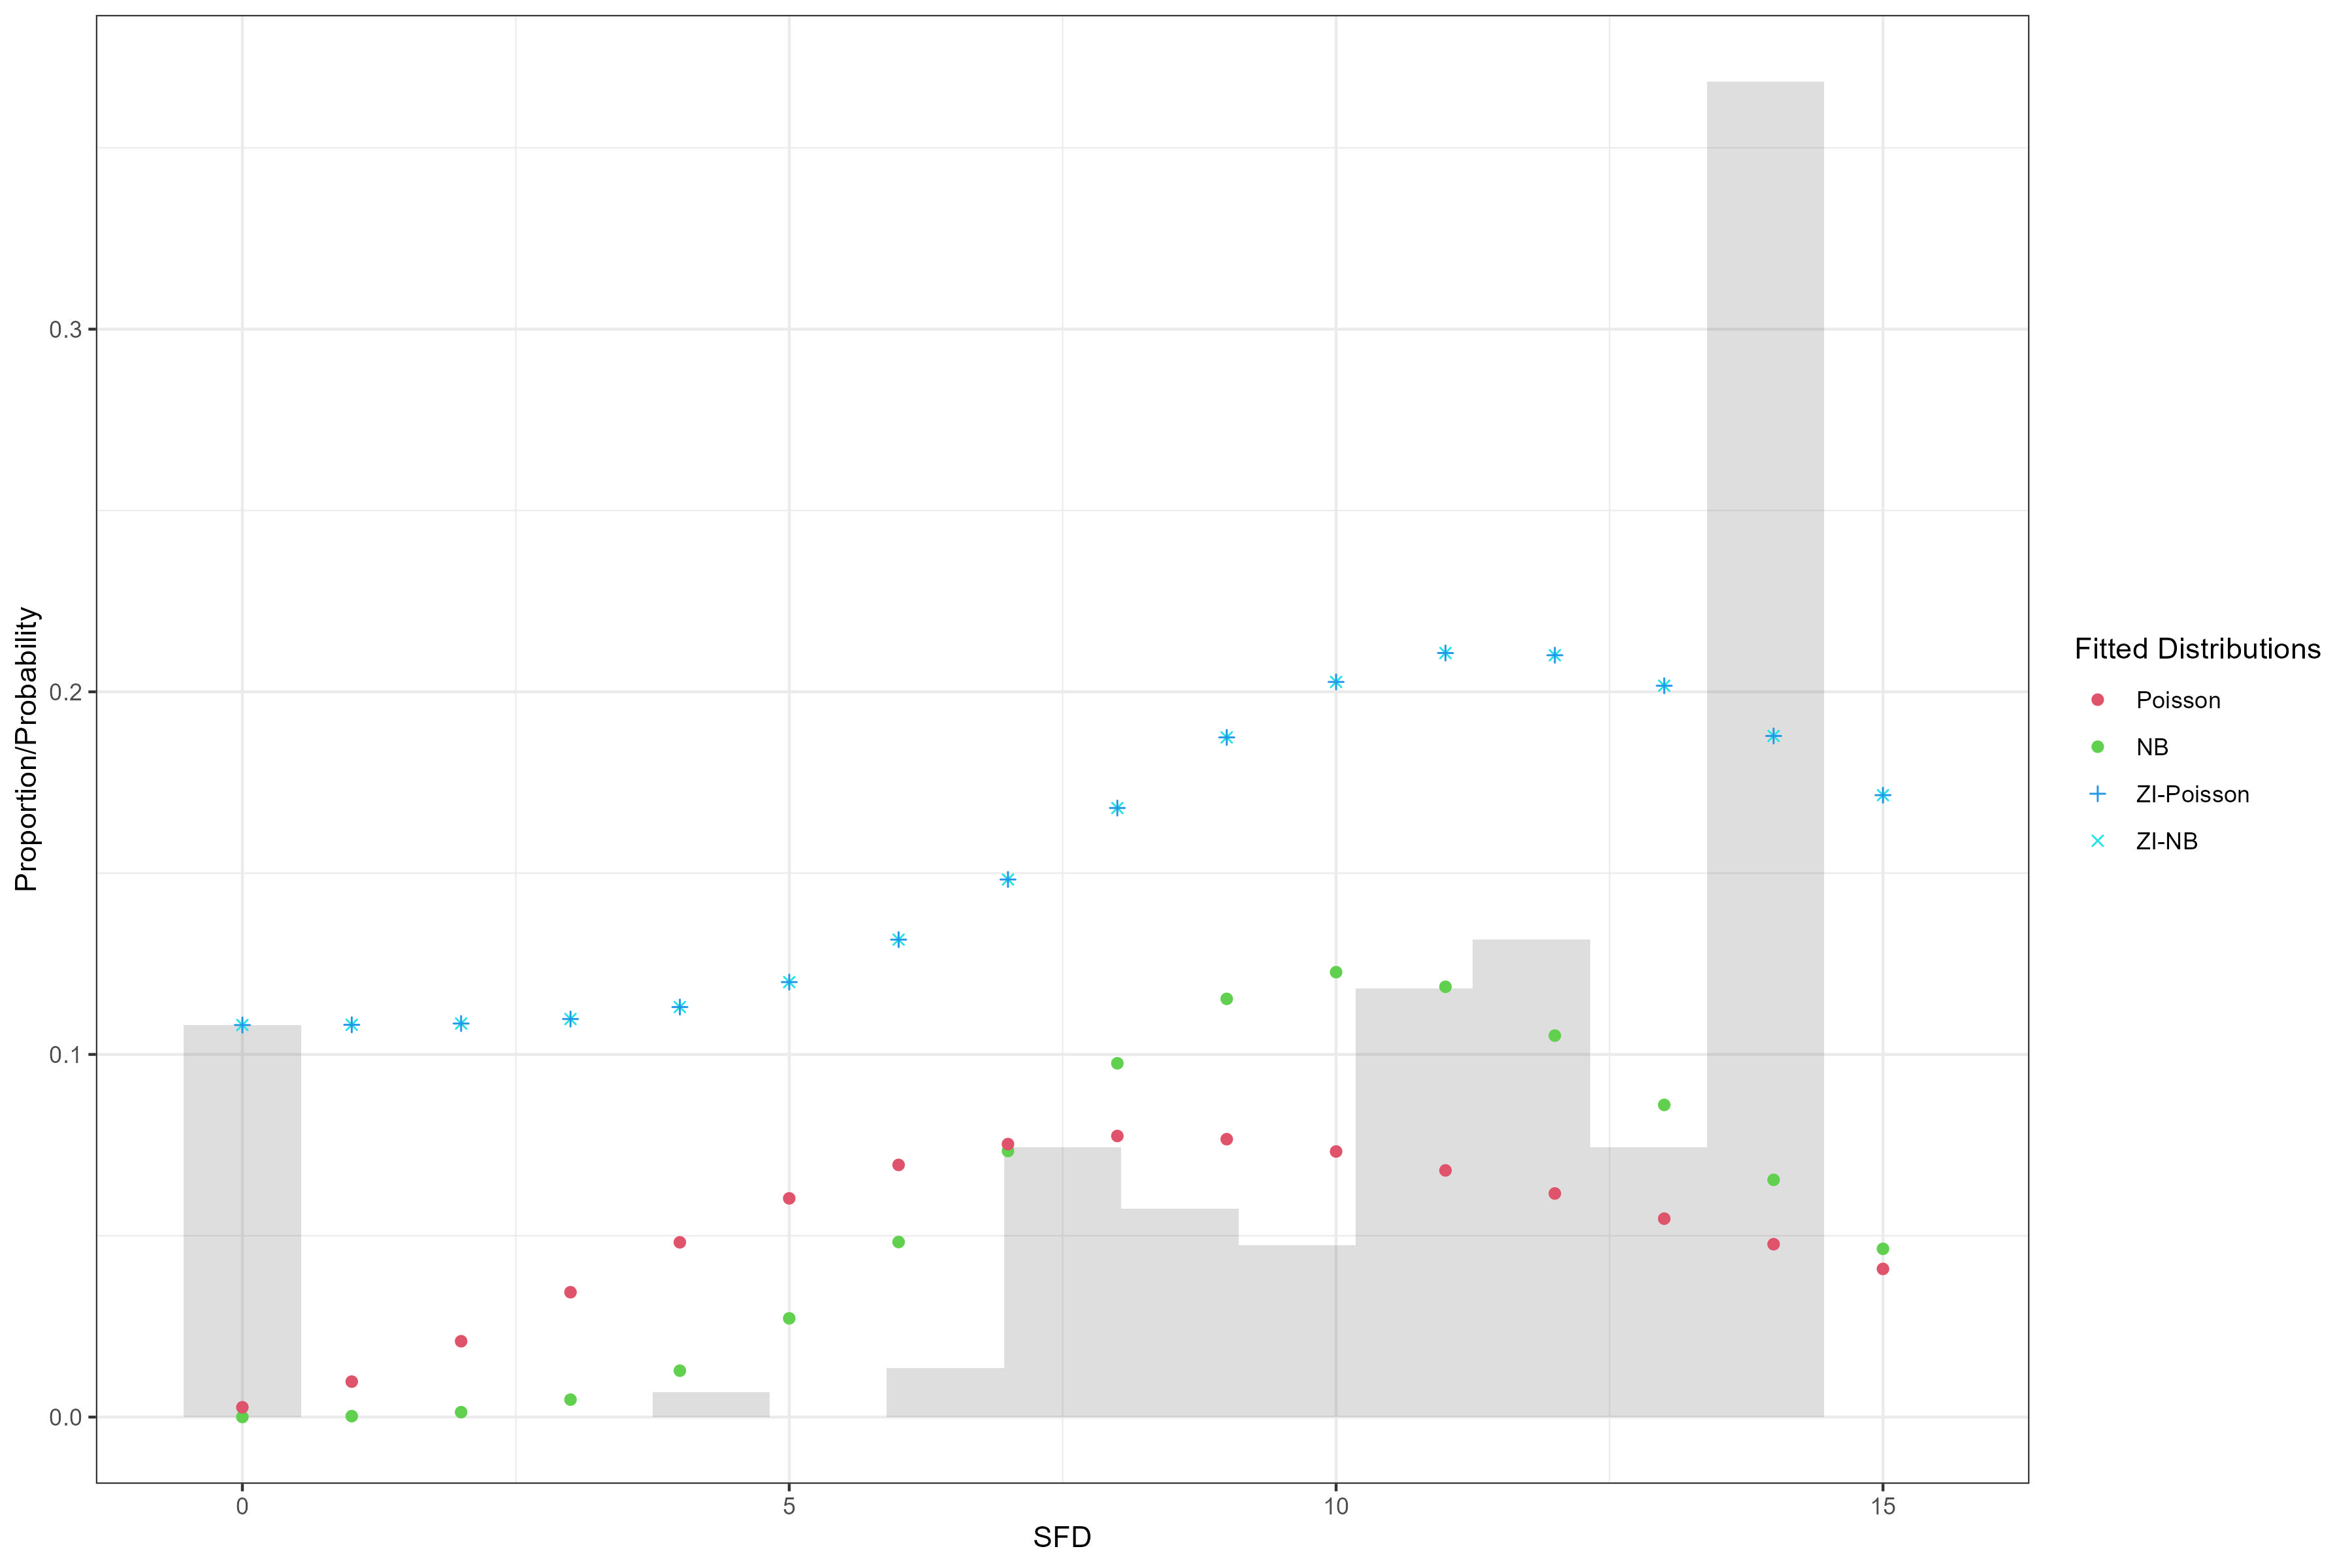 Proportion/Probability
0.3
0.2
0.1
0.0
0
5
10
15
SFD
Fitted Distributions
Poisson
NB
ZI-Poisson
ZI-NB